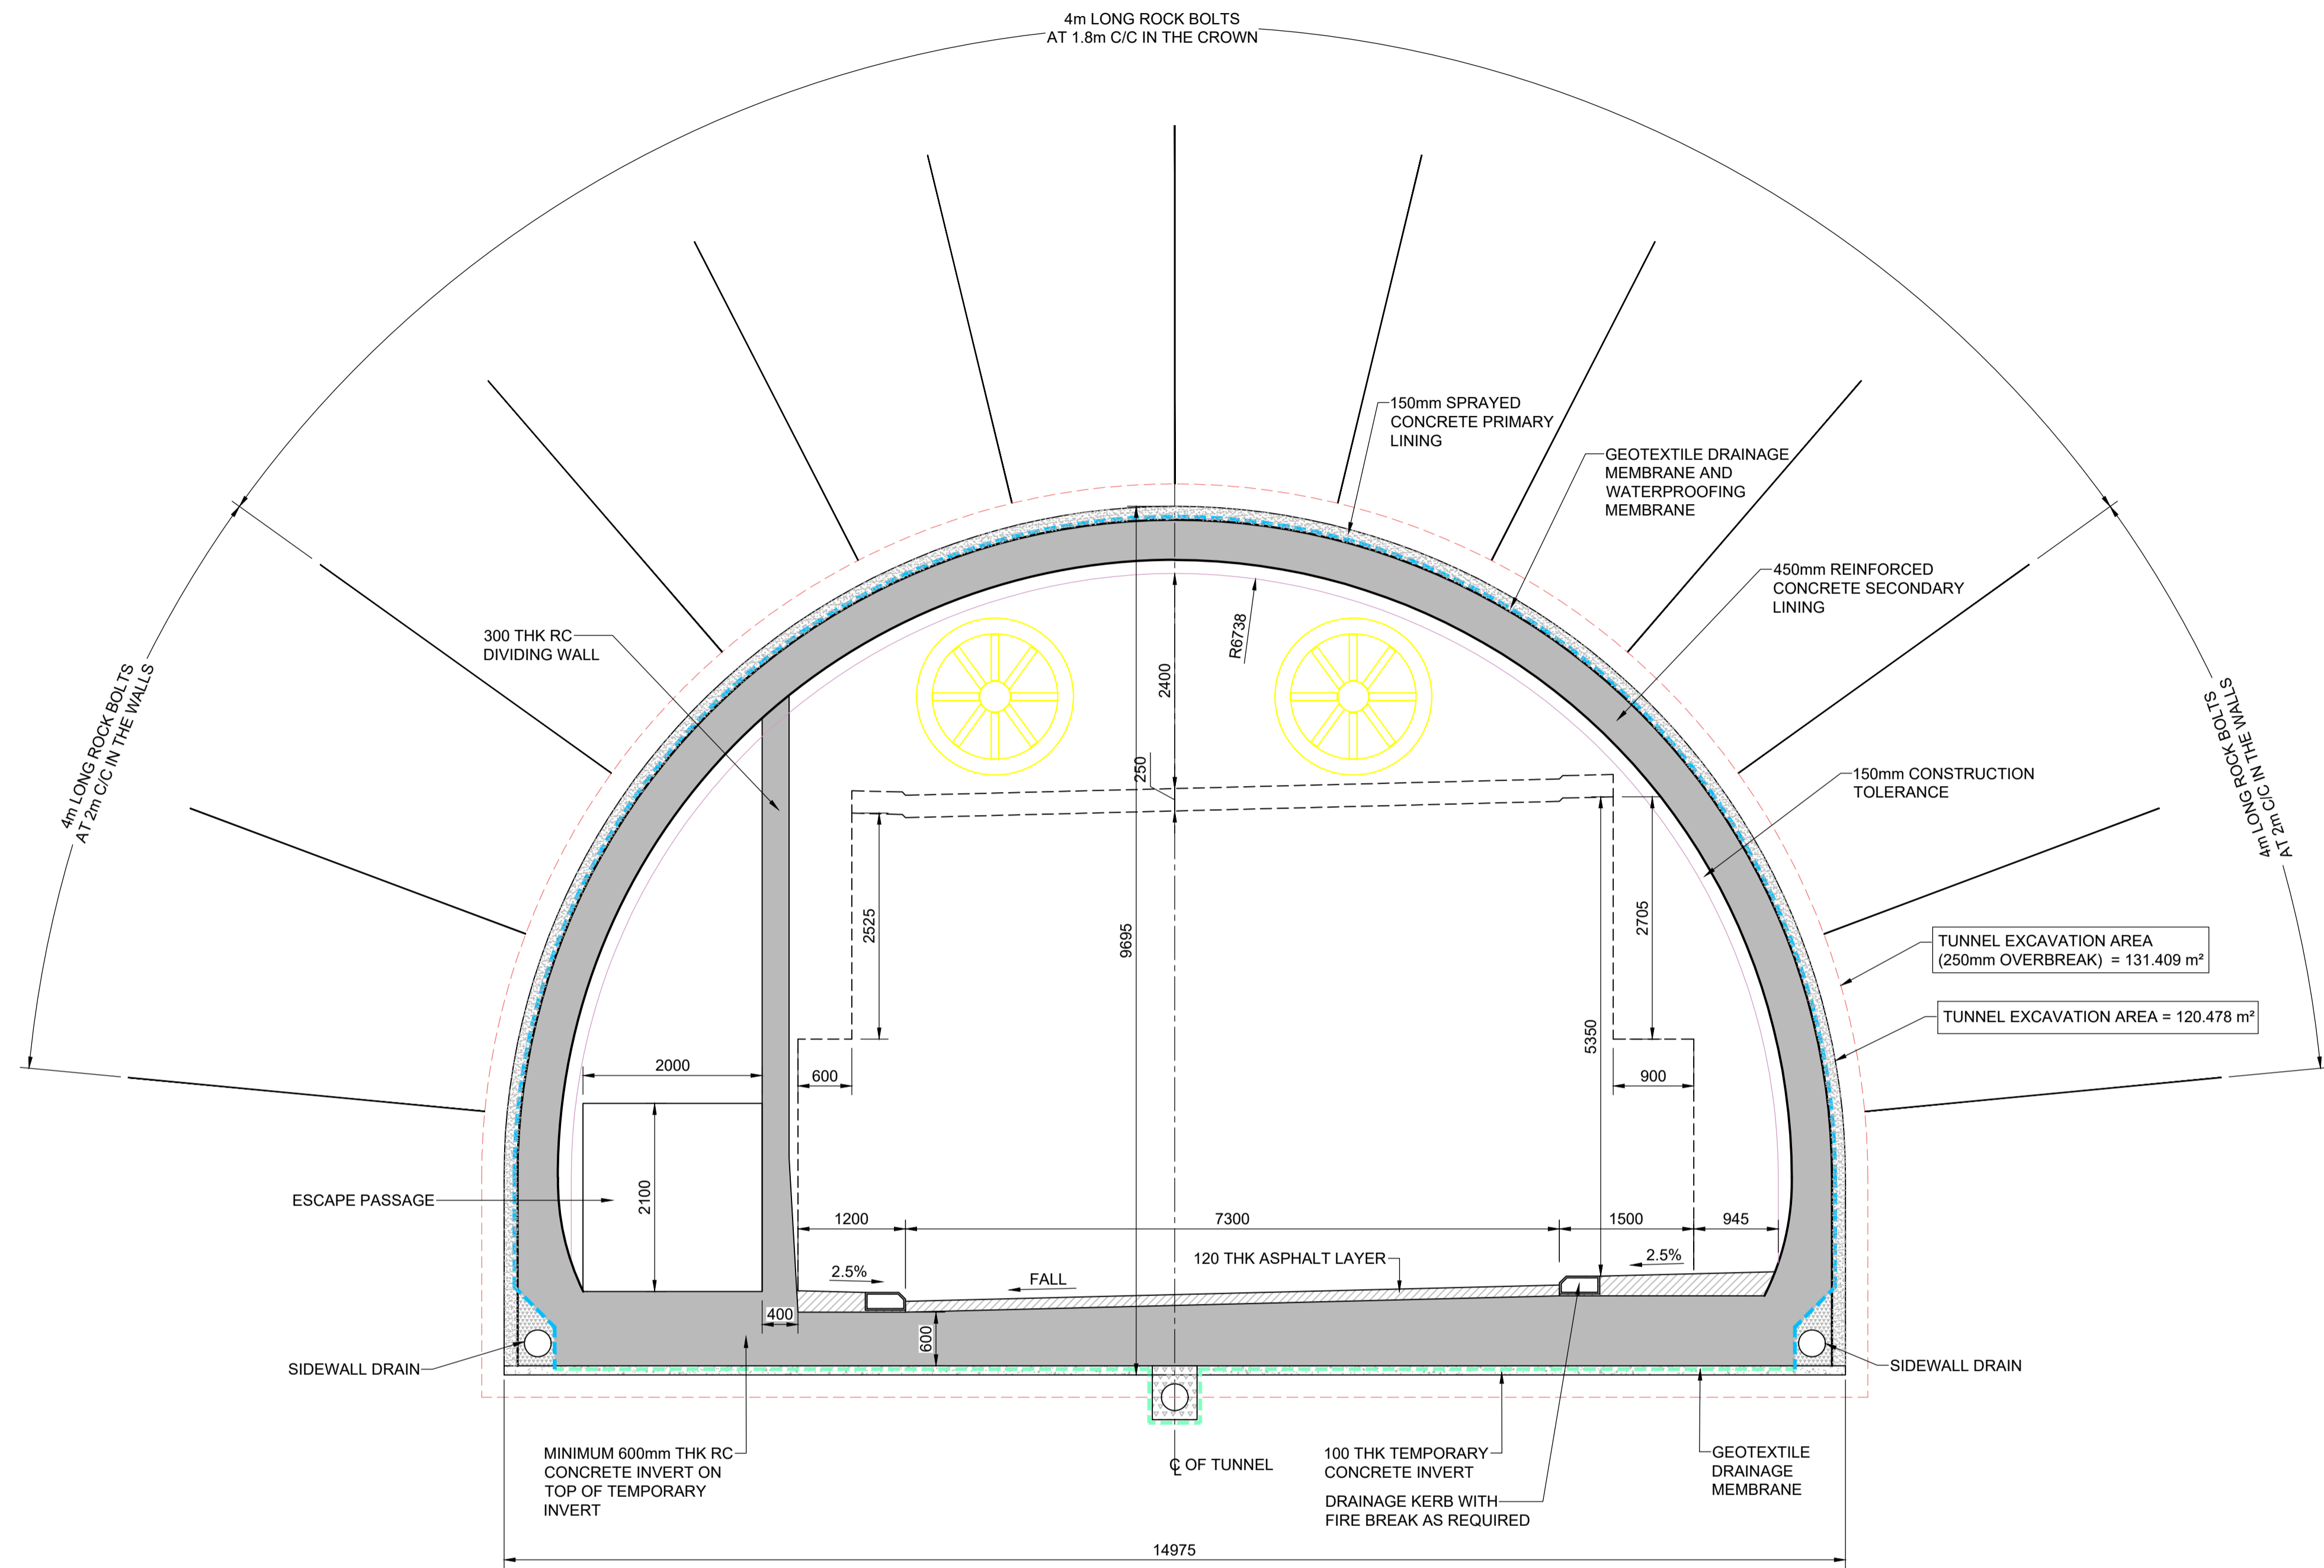 4m LONG ROCK BOLTS
AT 1.8m C/C IN THE CROWN
150mm SPRAYED
CONCRETE PRIMARY
LINING
GEOTEXTILE DRAINAGE
MEMBRANE AND
WATERPROOFING
MEMBRANE
450mm REINFORCED
CONCRETE SECONDARY
LINING
300 THK RC
DIVIDING WALL
R6738
2400
250
4m LONG ROCK BOLTS
AT 2m C/C IN THE WALLS
4m LONG ROCK BOLTS
AT 2m C/C IN THE WALLS
150mm CONSTRUCTION
TOLERANCE
2525
9695
2705
5350
TUNNEL EXCAVATION AREA
(250mm OVERBREAK) = 131.409 m²
TUNNEL EXCAVATION AREA = 120.478 m²
2000
600
900
2100
ESCAPE PASSAGE
1200
7300
1500
945
120 THK ASPHALT LAYER
2.5%
FALL
2.5%
400
600
SIDEWALL DRAIN
SIDEWALL DRAIN
MINIMUM 600mm THK RC
CONCRETE INVERT ON
TOP OF TEMPORARY
INVERT
℄ OF TUNNEL
100 THK TEMPORARY
CONCRETE INVERT
DRAINAGE KERB WITH
FIRE BREAK AS REQUIRED
GEOTEXTILE
DRAINAGE
MEMBRANE
14975